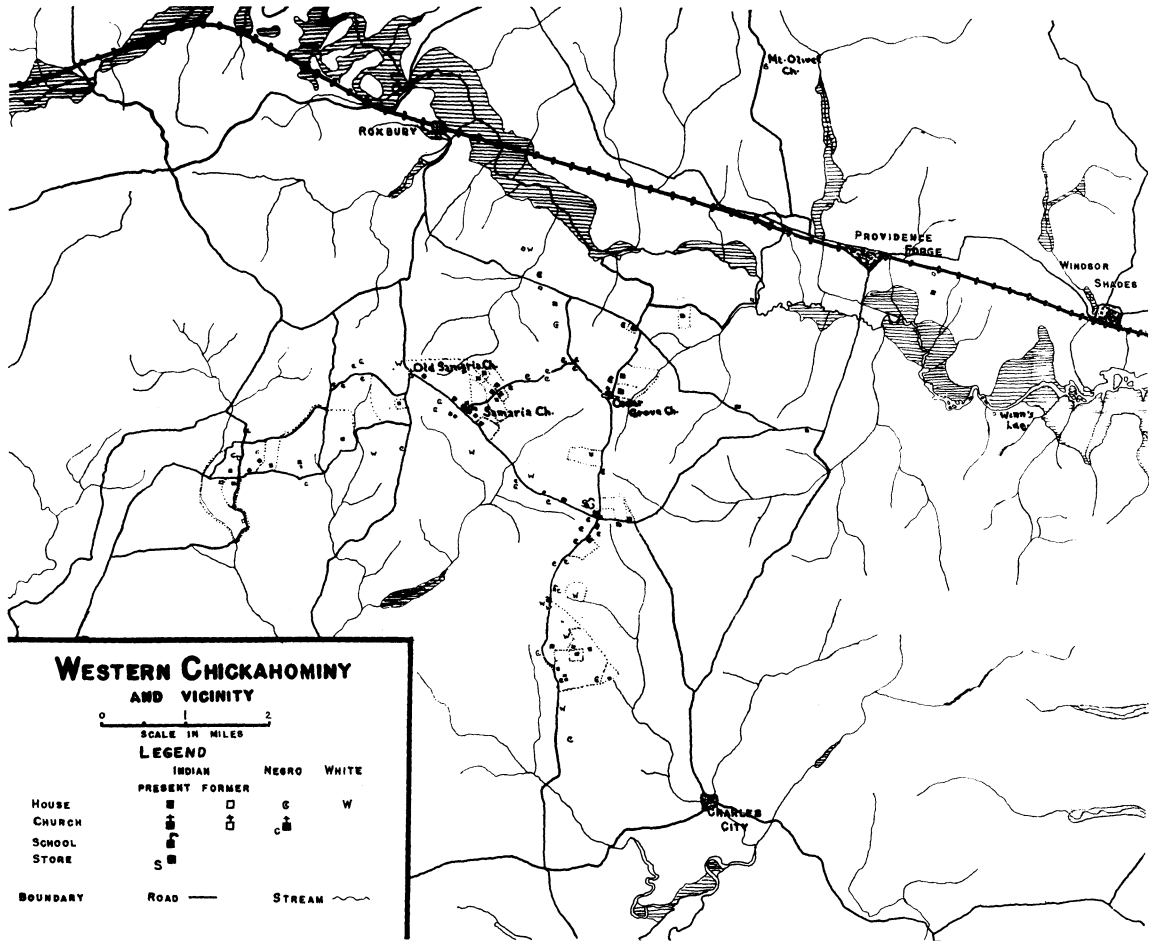 Mt. Olivet
Ch.
ROXBURY
PROVIDENCE
FORGE
WINDSOR
SHADES
Old Samaria Ch.
Samaria Ch.
Cedar
Grove Ch.
Winn's
Ldg.
CHARLES
CITY
WESTERN CHICKAHOMINY
AND VICINITY
0 1 2
SCALE IN MILES
LEGEND
INDIAN NEGRO WHITE
PRESENT FORMER
HOUSE C W
CHURCH C
SCHOOL
STORE S
BOUNDARY ROAD STREAM